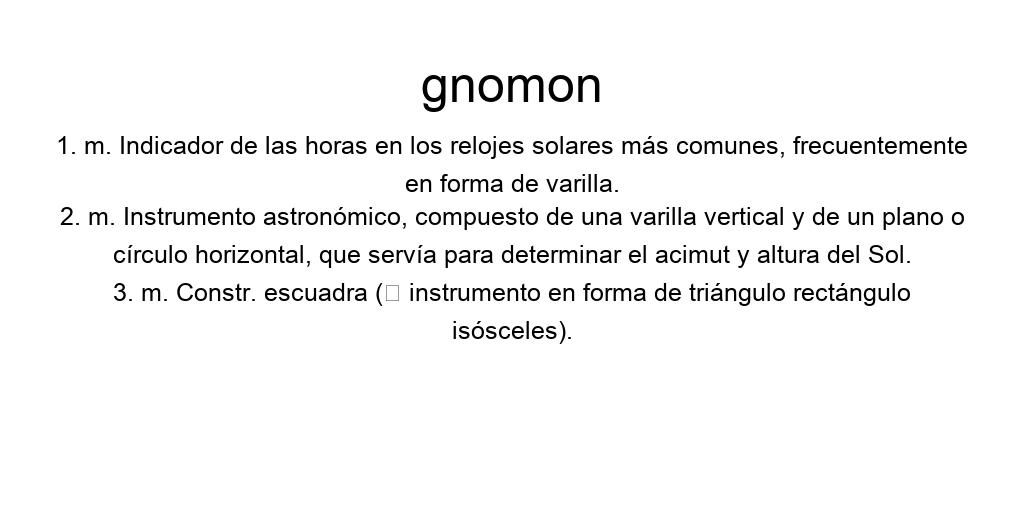 gnomon
1. m. Indicador de las horas en los relojes solares más comunes, frecuentemente
en forma de varilla.
2. m. Instrumento astronómico, compuesto de una varilla vertical y de un plano o
círculo horizontal, que servía para determinar el acimut y altura del Sol.
3. m. Constr. escuadra (□ instrumento en forma de triángulo rectángulo
isósceles).